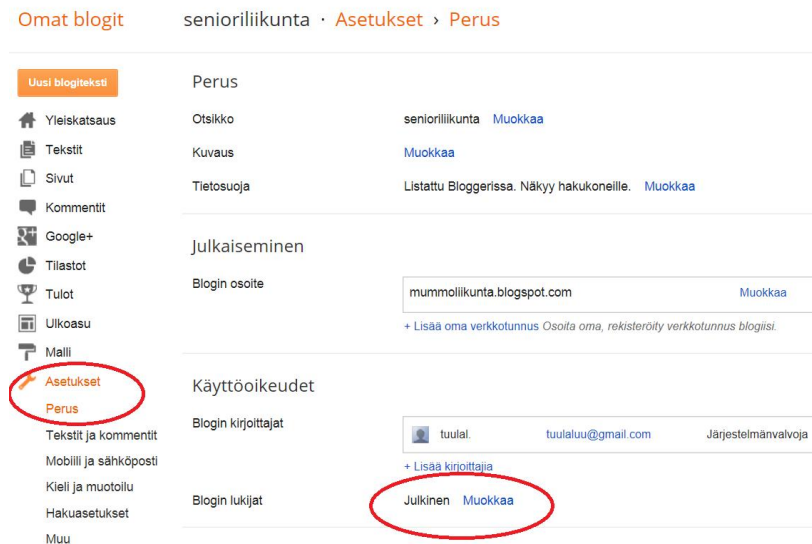 Omat blogit
senioriliikunta · Asetukset › Perus
Uusi blogiteksti
Yleiskatsaus
Tekstit
Sivut
Kommentit
Google+
Tilastot
Tulot
Ulkoasu
Malli
Asetukset
Perus
Tekstit ja kommentit
Mobiili ja sähköposti
Kieli ja muotoilu
Hakuasetukset
Muu
Perus
Otsikko senioriliikunta Muokkaa
Kuvaus Muokkaa
Tietosuoja Listattu Bloggerissa. Näkyy hakukoneille. Muokkaa
Julkaiseminen
Blogin osoite mummoliikunta.blogspot.com Muokkaa
+ Lisää oma verkkotunnus Osoita oma, rekisteröity verkkotunnus blogiisi.
Käyttöoikeudet
Blogin kirjoittajat tuulal. tuulaluu@gmail.com Järjestelmänvalvoja
+ Lisää kirjoittajia
Blogin lukijat Julkinen Muokkaa